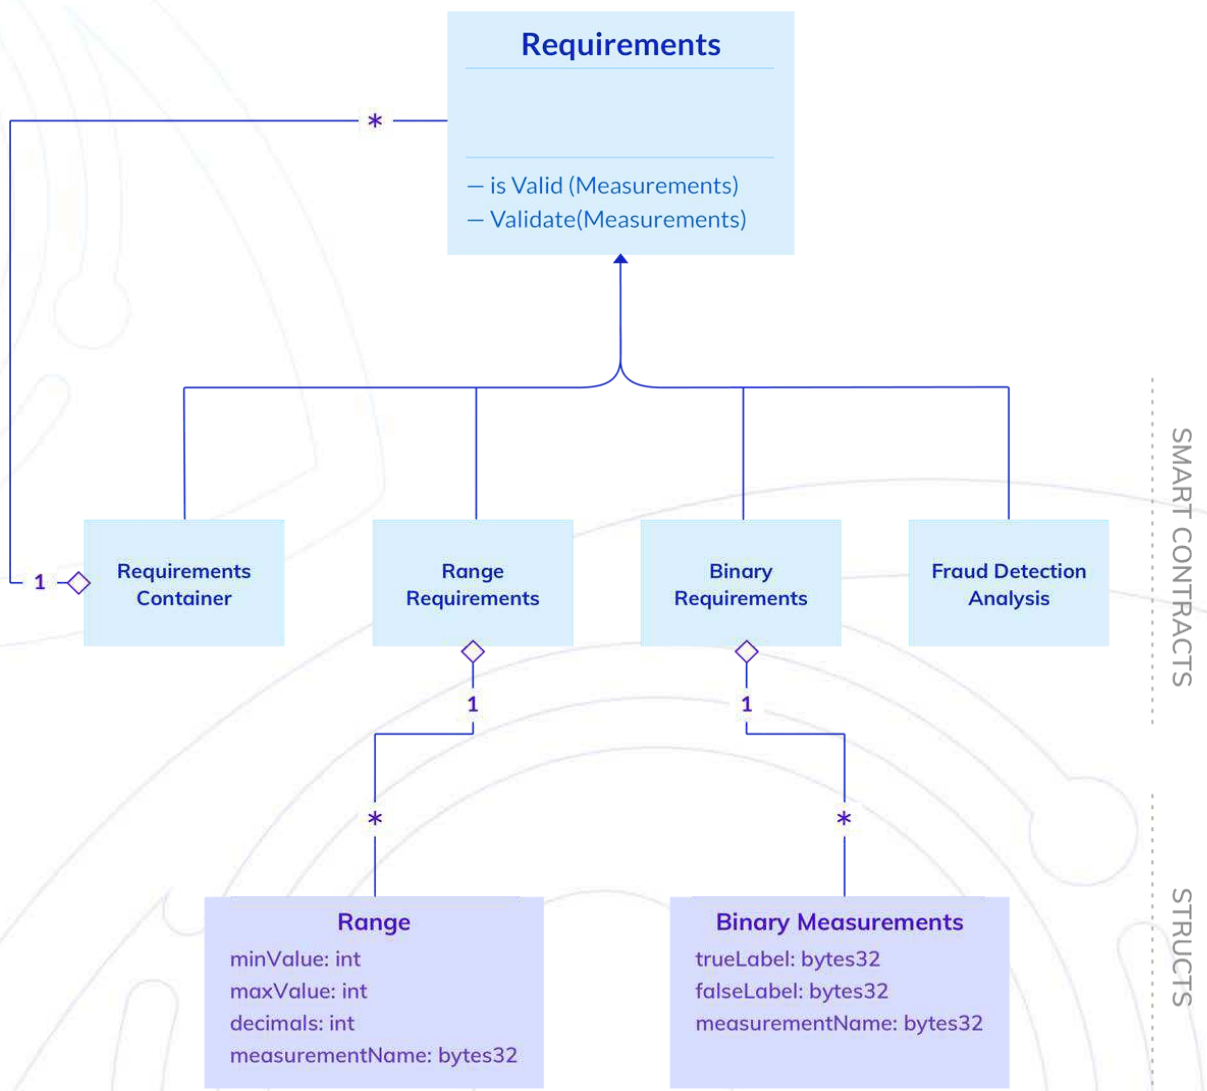 Requirements
*
— is Valid (Measurements)
— Validate(Measurements)
SMART CONTRACTS
1
Requirements
Container
Range
Requirements
Binary
Requirements
Fraud Detection
Analysis
1
1
*
*
STRUCTS
Range
minValue: int
maxValue: int
decimals: int
measurementName: bytes32
Binary Measurements
trueLabel: bytes32
falseLabel: bytes32
measurementName: bytes32